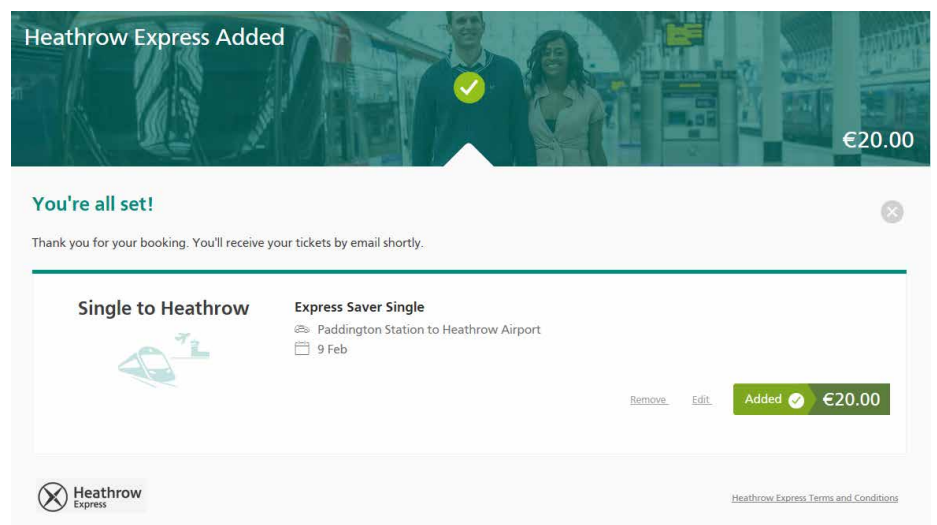 Heathrow Express Added
€20.00
You're all set!
Thank you for your booking. You'll receive your tickets by email shortly.
Single to Heathrow
Express Saver Single
Paddington Station to Heathrow Airport
9 Feb
Remove Edit Added €20.00
Heathrow
Express
Heathrow Express Terms and Conditions